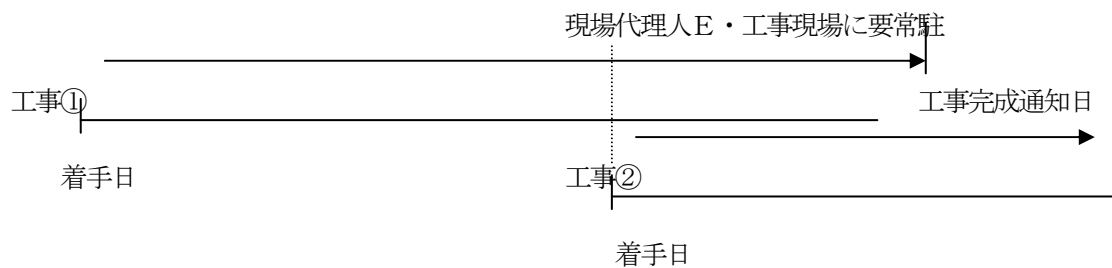 現場代理人E・工事現場に要常駐
工事①
工事完成通知日
着手日
工事②
着手日